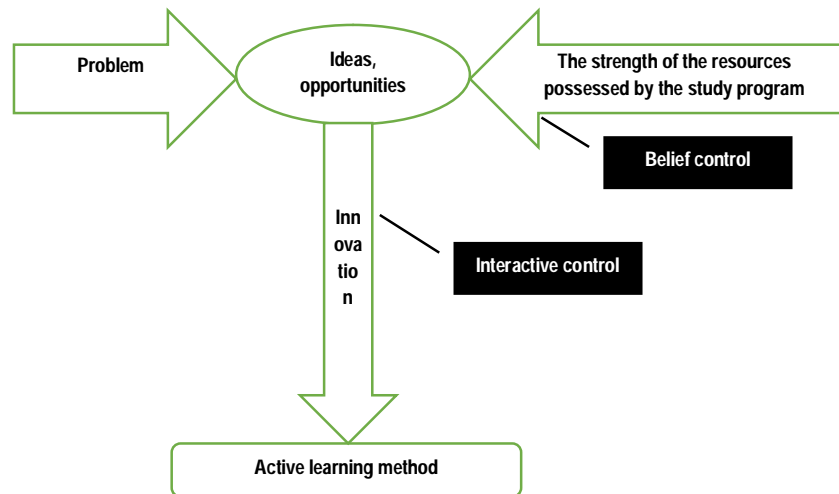 Problem
Ideas,
opportunities
The strength of the resources
possessed by the study program
Belief control
Inn
ova
tio
n
Interactive control
Active learning method